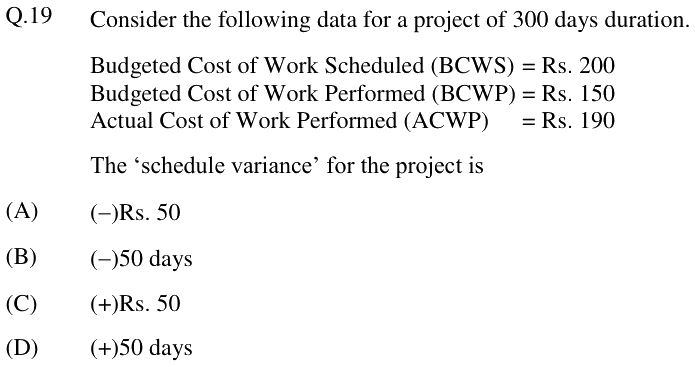 Q.19 Consider the following data for a project of 300 days duration.
Budgeted Cost of Work Scheduled (BCWS) = Rs. 200
Budgeted Cost of Work Performed (BCWP) = Rs. 150
Actual Cost of Work Performed (ACWP) = Rs. 190
The ‘schedule variance’ for the project is
(A) (–)Rs. 50
(B) (–)50 days
(C) (+)Rs. 50
(D) (+)50 days